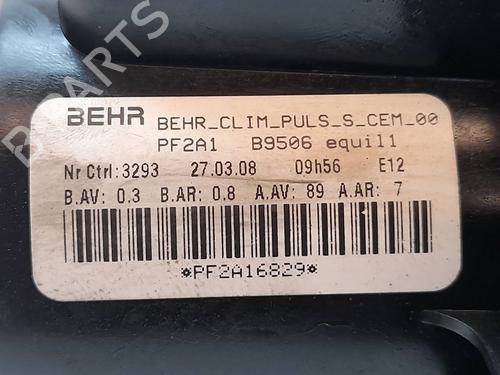 BEHR BEHR_CLIM_PULS_S_CEM_00
PF2A1 B9506 equil1
Nr Ctrl:3293 27.03.08 09h56 E12
B.AV: 0.3 B.AR: 0.8 A.AV: 89 A.AR: 7
*PF2A16829*
B PARTS